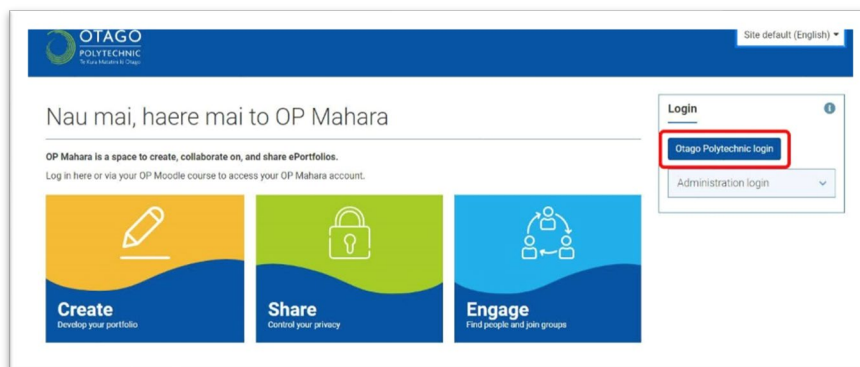 OTAGO
POLYTECHNIC
Te Kura Matatini ki Otago
Site default (English)
Nau mai, haere mai to OP Mahara
OP Mahara is a space to create, collaborate on, and share ePortfolios.
Log in here or via your OP Moodle course to access your OP Mahara account.
Create
Develop your portfolio
Share
Control your privacy
Engage
Find people and join groups
Login
Otago Polytechnic login
Administration login